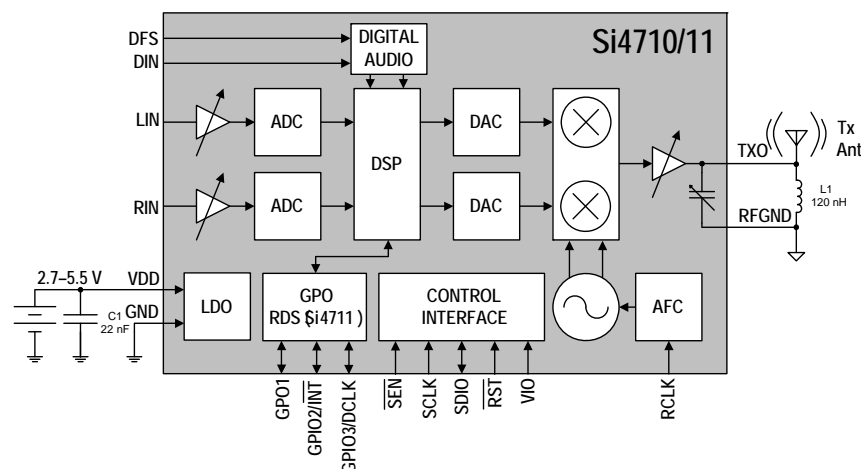 Si4710/11
DFS
DIN
DIGITAL
AUDIO
LIN
ADC
DSP
DAC
TXO
Tx
Ant
RIN
ADC
DAC
RFGND
L1
120 nH
2.7–5.5 V
VDD
GND
C1
22 nF
LDO
GPO
RDS (Si4711)
CONTROL
INTERFACE
AFC
GPO1
GPIO2/INT
GPIO3/DCLK
SEN
SCLK
SDIO
RST
VIO
RCLK